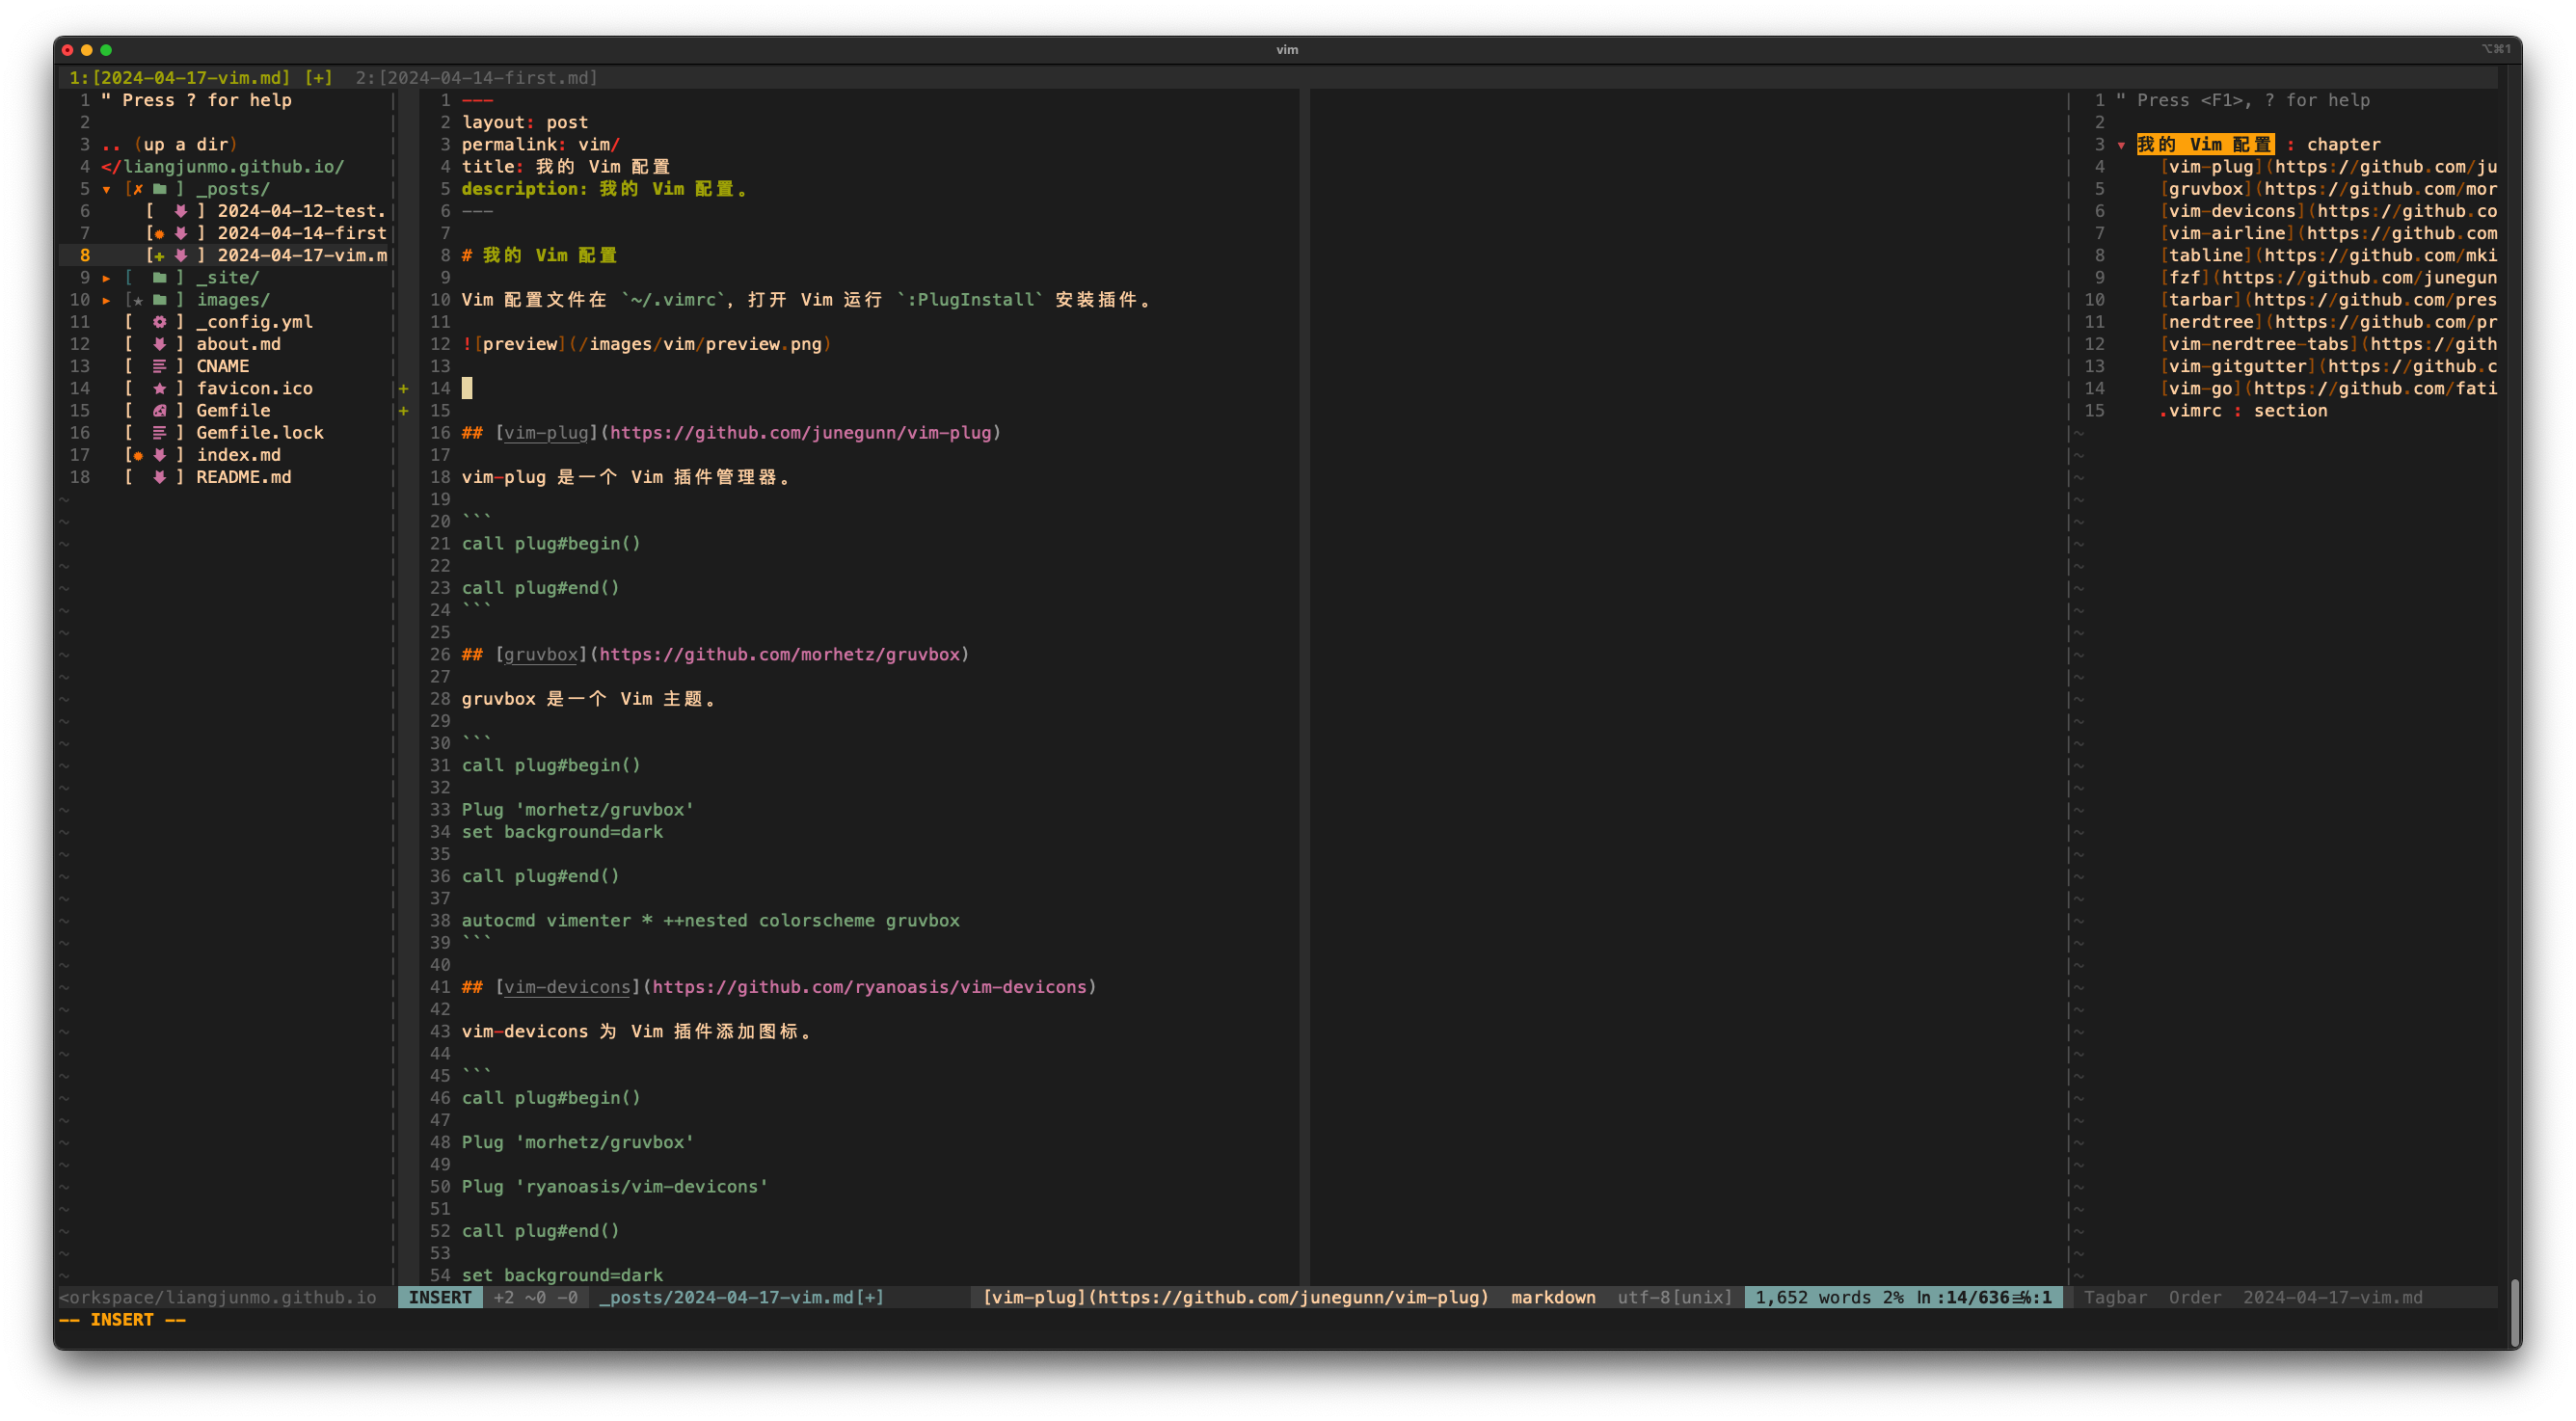 vim
⌥⌘1
1:[2024-04-17-vim.md] [+] 2:[2024-04-14-first.md]
1 " Press ? for help
2
3 .. (up a dir)
4 </liangjunmo.github.io/
5 ▾ [✗ ] _posts/
6 [ ] 2024-04-12-test.
7 [ ] 2024-04-14-first
8 [+ ] 2024-04-17-vim.m
9 ▸ [ ] _site/
10 ▸ [★ ] images/
11 [ ] _config.yml
12 [ ] about.md
13 [ ] CNAME
14 [ ] favicon.ico
15 [ ] Gemfile
16 [ ] Gemfile.lock
17 [ ] index.md
18 [ ] README.md
<orkspace/liangjunmo.github.io
1 ---
2 layout: post
3 permalink: vim/
4 title: 我的 Vim 配置
5 description: 我的 Vim 配置。
6 ---
7
8 # 我的 Vim 配置
9
10 Vim 配置文件在 `~/.vimrc`，打开 Vim 运行 `:PlugInstall` 安装插件。
11
12 ![preview](/images/vim/preview.png)
13
+ 14
+ 15
16 ## [vim-plug](https://github.com/junegunn/vim-plug)
17
18 vim-plug 是一个 Vim 插件管理器。
19
20 ```
21 call plug#begin()
22
23 call plug#end()
24 ```
25
26 ## [gruvbox](https://github.com/morhetz/gruvbox)
27
28 gruvbox 是一个 Vim 主题。
29
30 ```
31 call plug#begin()
32
33 Plug 'morhetz/gruvbox'
34 set background=dark
35
36 call plug#end()
37
38 autocmd vimenter * ++nested colorscheme gruvbox
39 ```
40
41 ## [vim-devicons](https://github.com/ryanoasis/vim-devicons)
42
43 vim-devicons 为 Vim 插件添加图标。
44
45 ```
46 call plug#begin()
47
48 Plug 'morhetz/gruvbox'
49
50 Plug 'ryanoasis/vim-devicons'
51
52 call plug#end()
53
54 set background=dark
INSERT +2 ~0 -0 _posts/2024-04-17-vim.md[+] [vim-plug](https://github.com/junegunn/vim-plug) markdown utf-8[unix] 1,652 words 2% ln:14/636≡℅:1
1 " Press <F1>, ? for help
2
3 ▾ 我的 Vim 配置 : chapter
4 [vim-plug](https://github.com/ju
5 [gruvbox](https://github.com/mor
6 [vim-devicons](https://github.co
7 [vim-airline](https://github.com
8 [tabline](https://github.com/mki
9 [fzf](https://github.com/junegun
10 [tarbar](https://github.com/pres
11 [nerdtree](https://github.com/pr
12 [vim-nerdtree-tabs](https://gith
13 [vim-gitgutter](https://github.c
14 [vim-go](https://github.com/fati
15 .vimrc : section
Tagbar Order 2024-04-17-vim.md
-- INSERT --